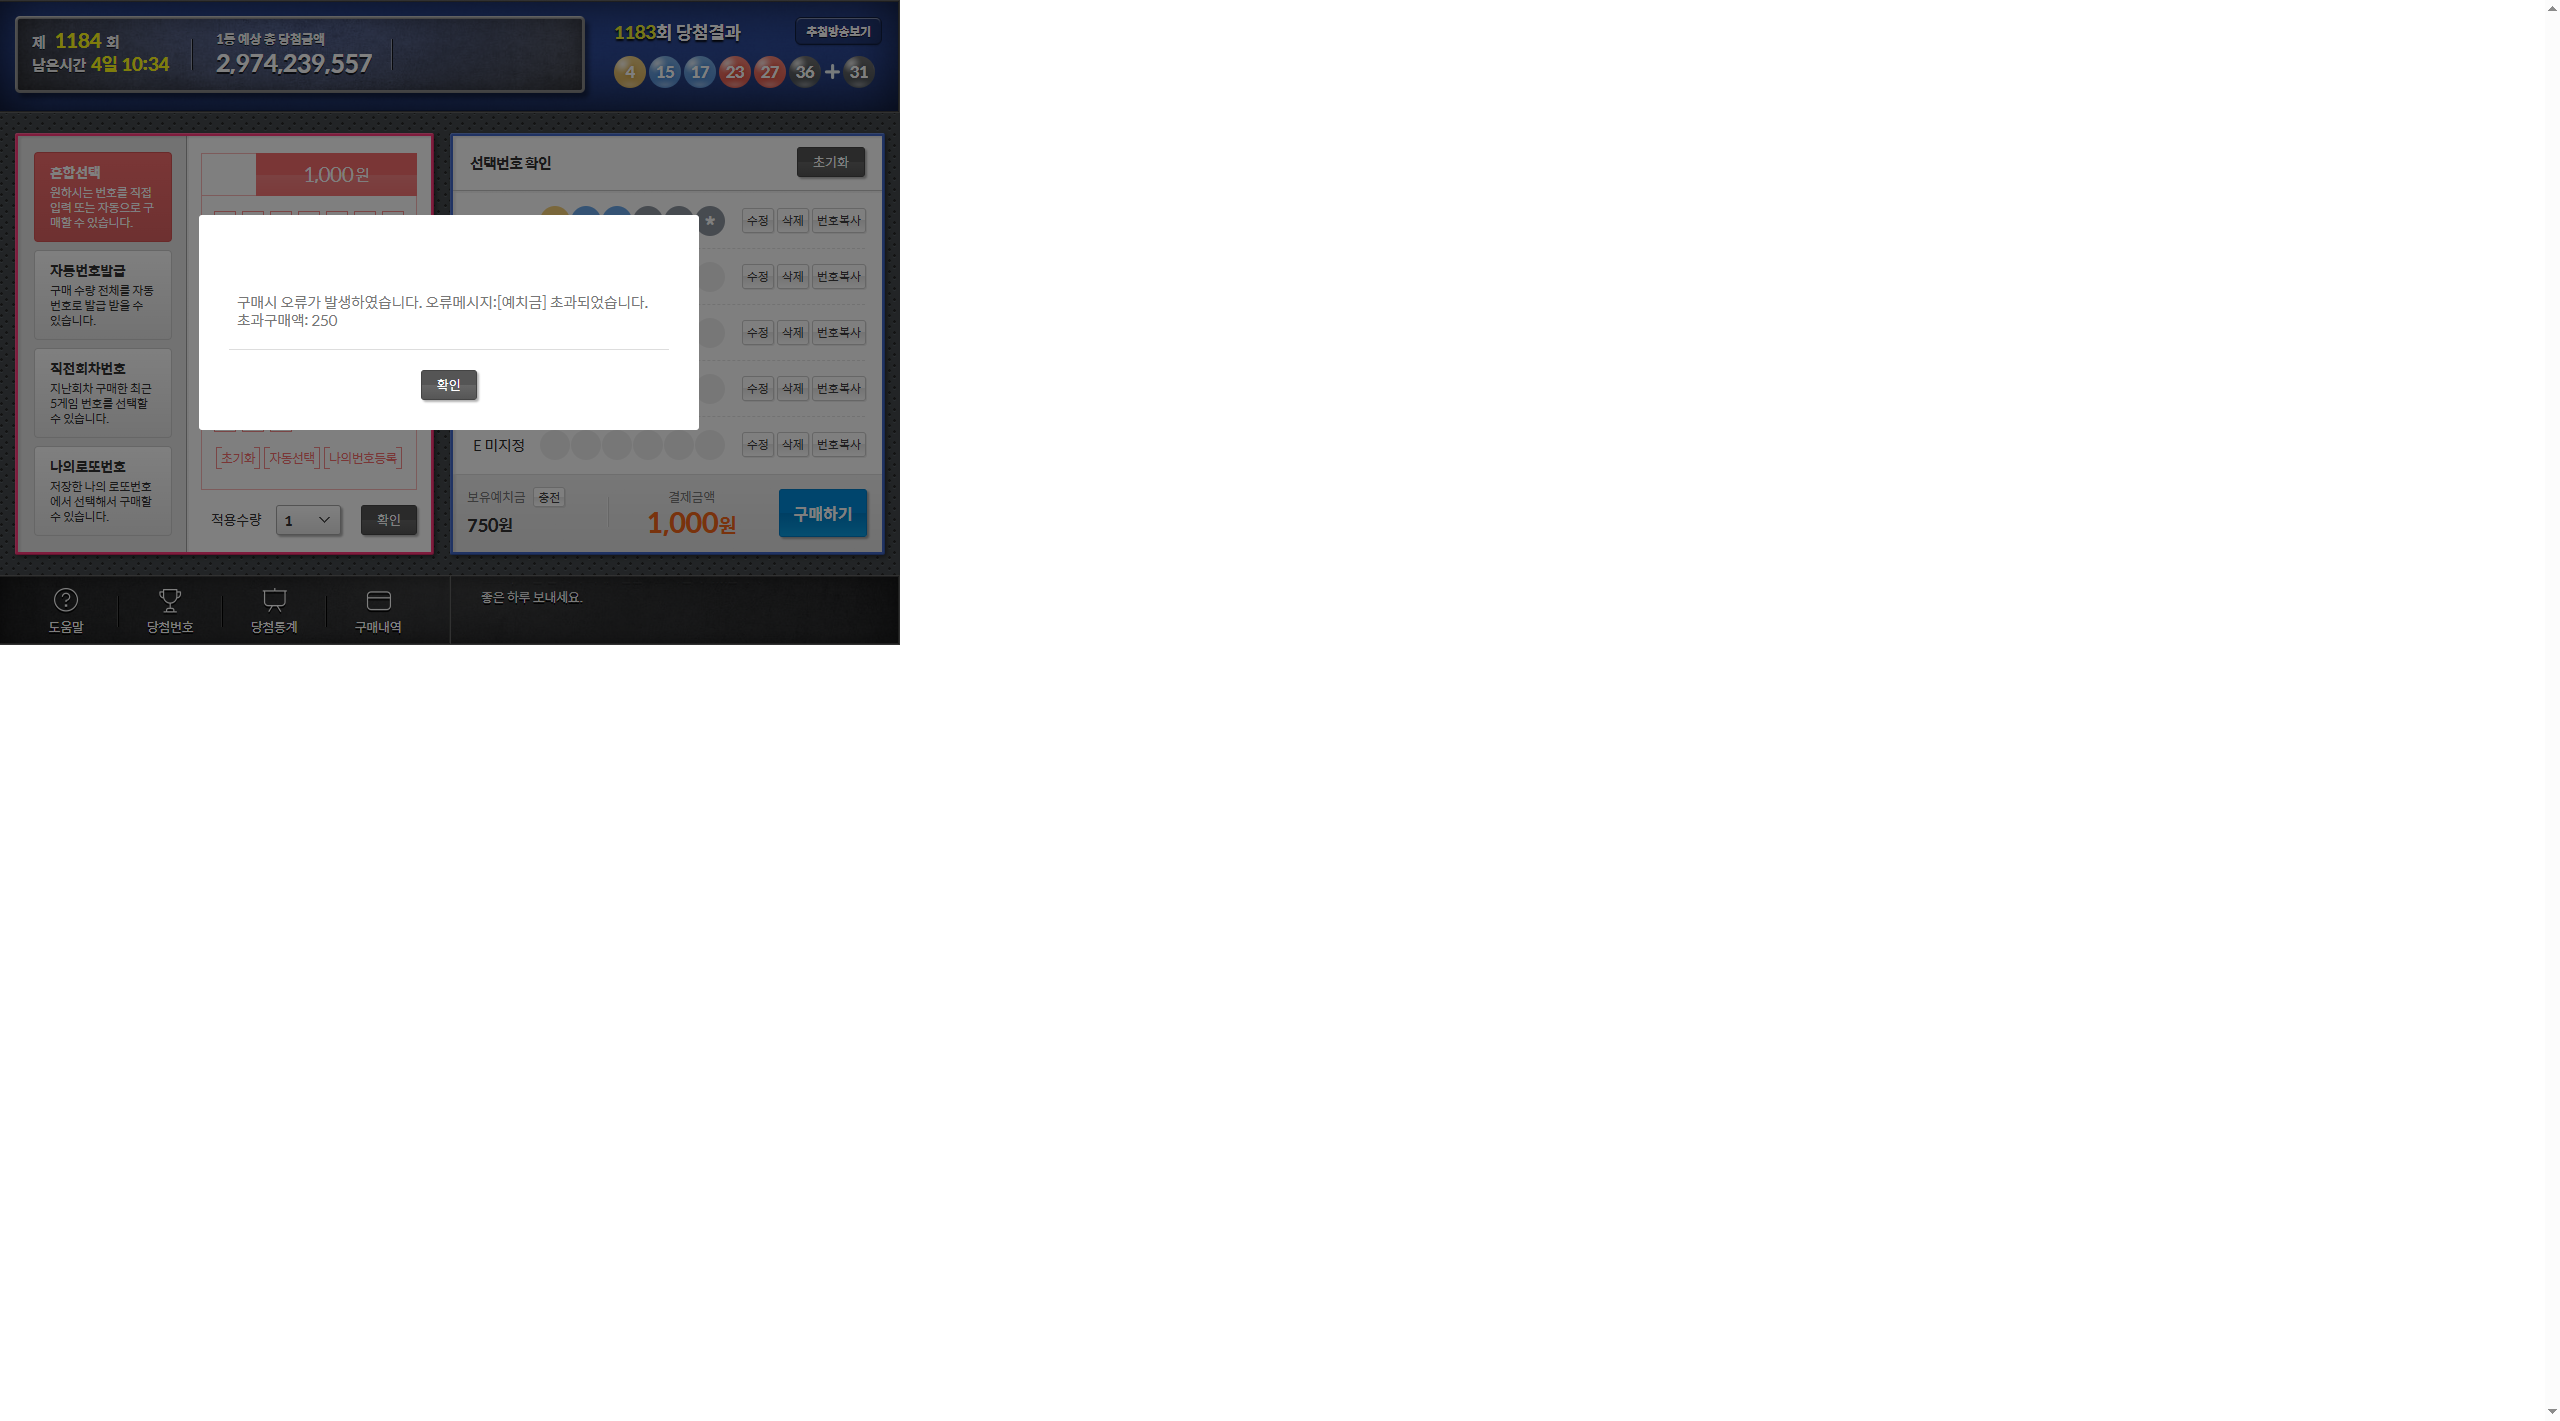 제 1184 회
남은시간 4일 10:34
1등 예상 총 당첨금액
2,974,239,557
1183회 당첨결과
추첨방송보기
4 15 17 23 27 36 + 31
혼합선택
원하시는 번호를 직접
입력 또는 자동으로 구
매할 수 있습니다.
자동번호발급
구매 수량 전체를 자동
번호로 발급 받을 수
있습니다.
직전회차번호
지난회차 구매한 최근
5게임 번호를 선택할
수 있습니다.
나의로또번호
저장한 나의 로또번호
에서 선택해서 구매할
수 있습니다.
1,000원
초기화 자동선택 나의번호등록
적용수량 1 확인
구매시 오류가 발생하였습니다. 오류메시지:[예치금] 초과되었습니다.
초과구매액: 250
확인
선택번호 확인
초기화
* 수정 삭제 번호복사
수정 삭제 번호복사
수정 삭제 번호복사
수정 삭제 번호복사
E 미지정 수정 삭제 번호복사
보유예치금 충전
750원
결제금액
1,000원
구매하기
도움말
당첨번호
당첨통계
구매내역
좋은 하루 보내세요.